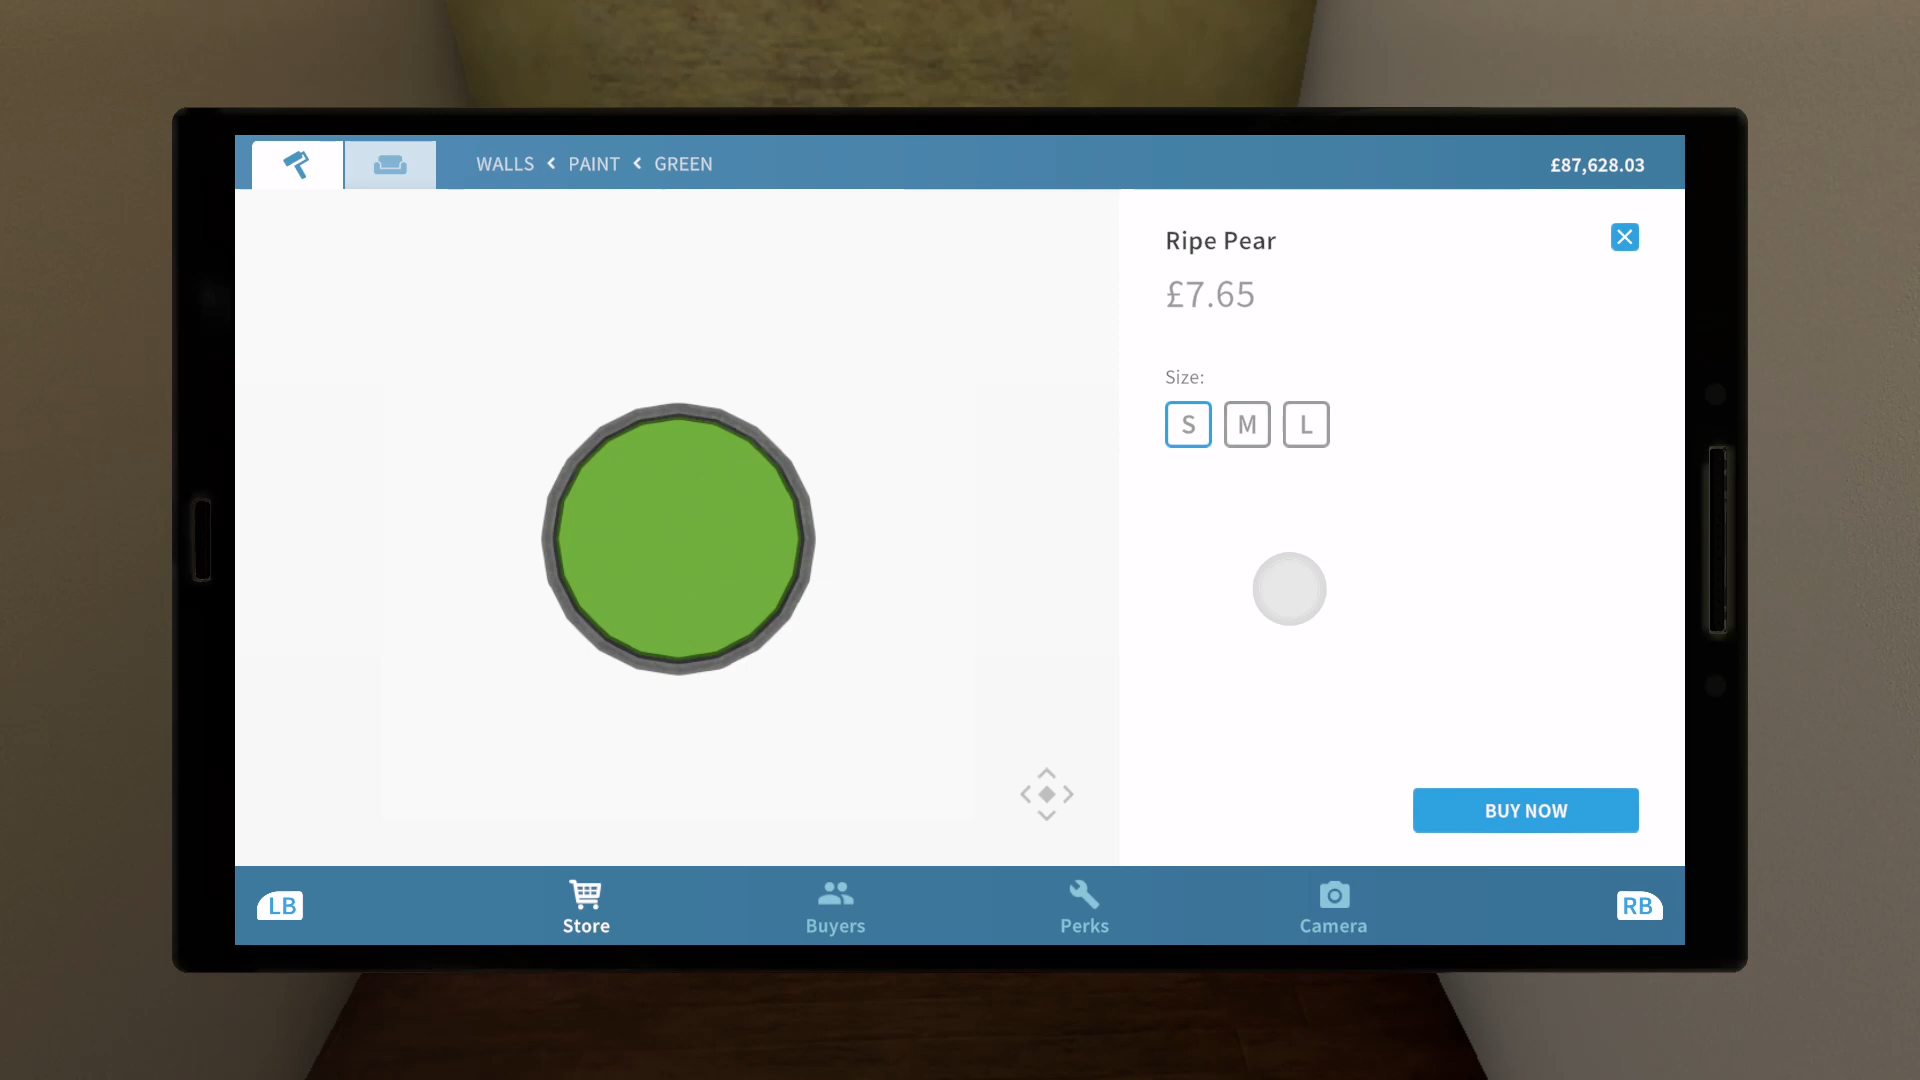 WALLS < PAINT < GREEN
£87,628.03
Ripe Pear
£7.65
Size:
S M L
BUY NOW
LB
Store
Buyers
Perks
Camera
RB